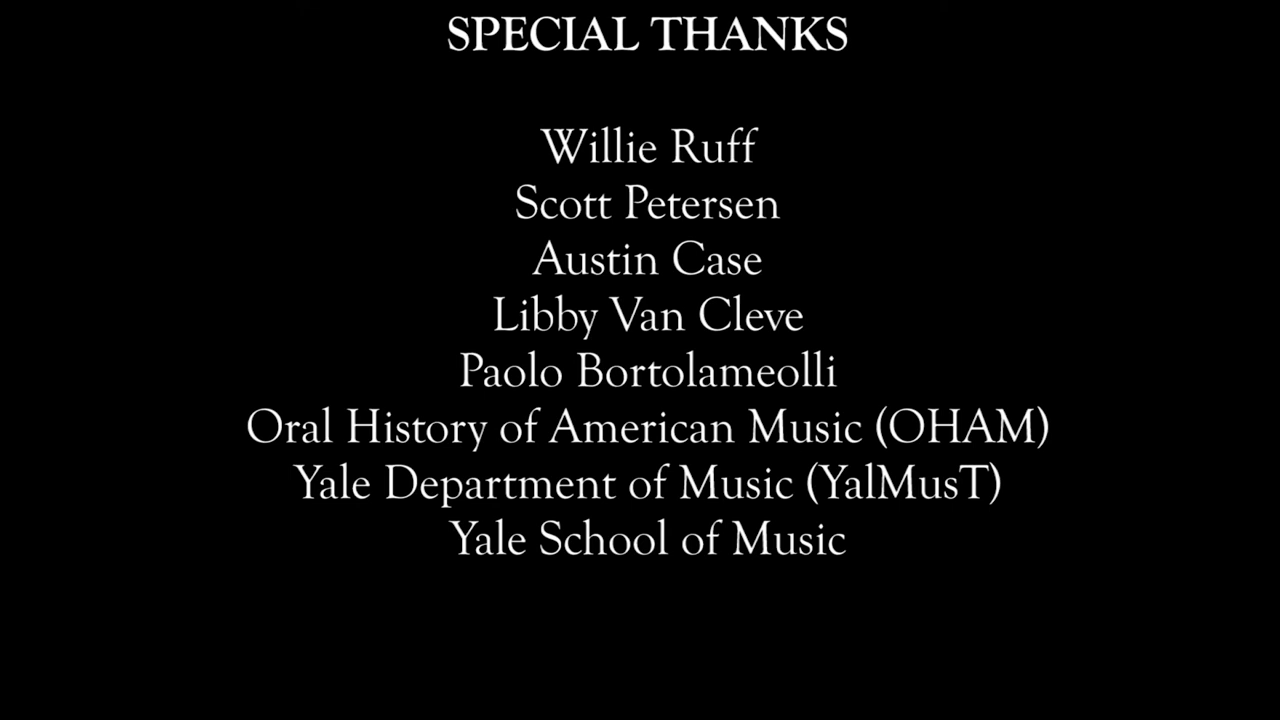 SPECIAL THANKS
Willie Ruff
Scott Petersen
Austin Case
Libby Van Cleve
Paolo Bortolameolli
Oral History of American Music (OHAM)
Yale Department of Music (YalMusT)
Yale School of Music